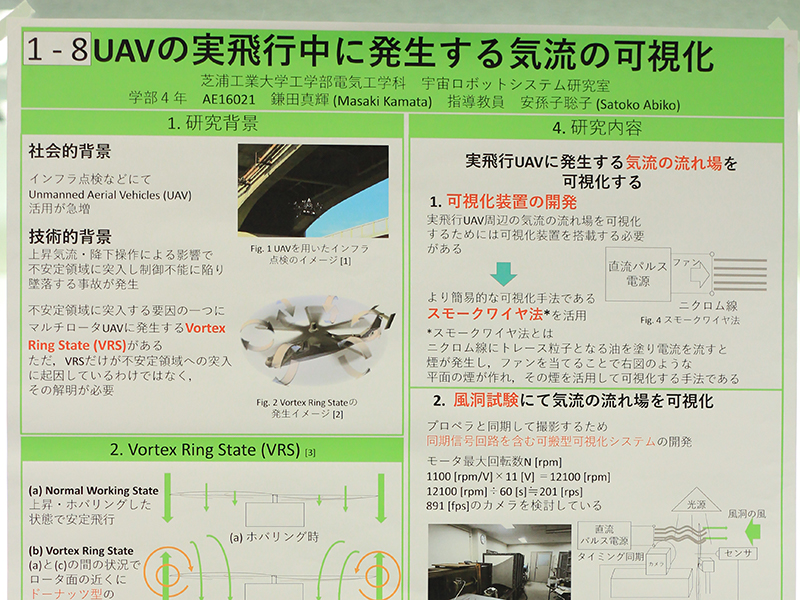 1 - 8 UAVの実飛行中に発生する気流の可視化
芝浦工業大学工学部電気工学科 宇宙ロボットシステム研究室
学部４年 AE16021 鎌田真輝 (Masaki Kamata) 指導教員 安孫子聡子 (Satoko Abiko)
1. 研究背景
社会的背景
インフラ点検などにて
Unmanned Aerial Vehicles (UAV)
活用が急増
Fig. 1 UAVを用いたインフラ
点検のイメージ [1]
技術的背景
上昇気流・降下操作による影響で
不安定領域に突入し制御不能に陥り
墜落する事故が発生
不安定領域に突入する要因の一つに
マルチロータUAVに発生するVortex
Ring State (VRS)がある
ただ，VRSだけが不安定領域への突入
に起因しているわけではなく，
その解明が必要
Fig. 2 Vortex Ring Stateの
発生イメージ [2]
2. Vortex Ring State (VRS) [3]
(a) Normal Working State
上昇・ホバリングした
状態で安定飛行
(a) ホバリング時
(b) Vortex Ring State
(a)と(c)の間の状況で
ロータ面の近くに
ドーナッツ型の
4. 研究内容
実飛行UAVに発生する気流の流れ場を
可視化する
1. 可視化装置の開発
実飛行UAV周辺の気流の流れ場を可視化
するためには可視化装置を搭載する必要
がある
より簡易的な可視化手法である
スモークワイヤ法*を活用
直流パルス
電源
ファン
ニクロム線
Fig. 4 スモークワイヤ法
*スモークワイヤ法とは
ニクロム線にトレース粒子となる油を塗り電流を流すと
煙が発生し，ファンを当てることで右図のような
平面の煙が作れ，その煙を活用して可視化する手法である
2. 風洞試験にて気流の流れ場を可視化
プロペラと同期して撮影するため
同期信号回路を含む可搬型可視化システムの開発
モータ最大回転数N [rpm]
1100 [rpm/V] × 11 [V] = 12100 [rpm]
12100 [rpm] ÷ 60 [s]≒201 [rps]
891 [fps]のカメラを検討している
光源
風洞の風
直流
パルス電源
タイミング同期
カメラ
センサ